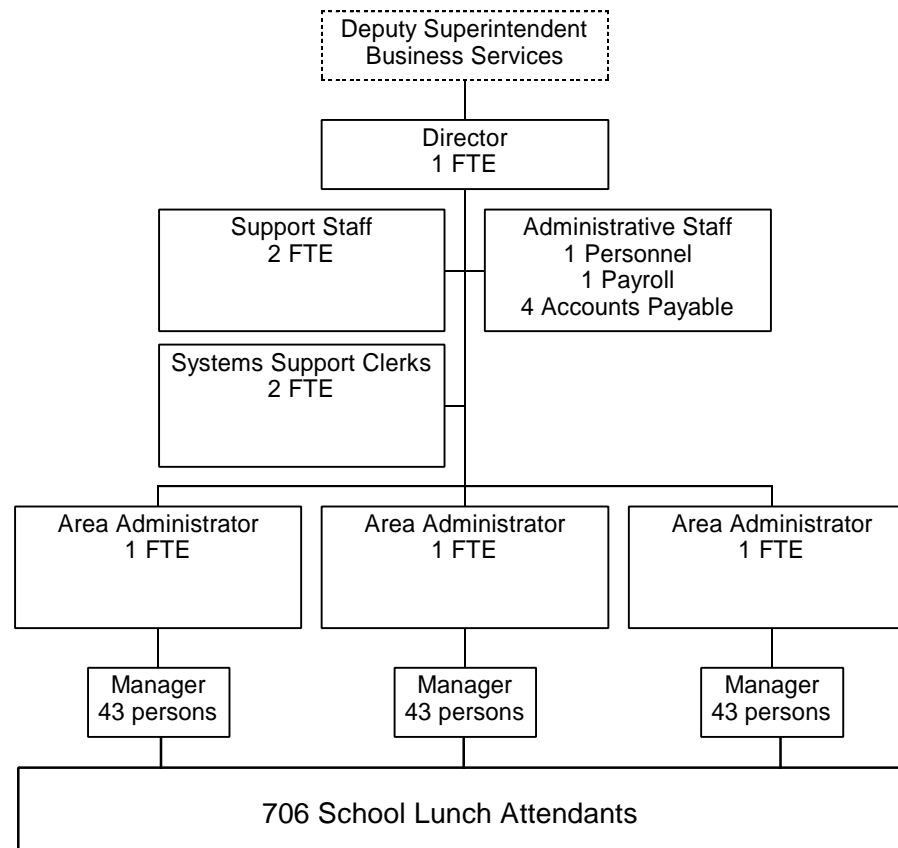 Deputy Superintendent
Business Services
Director
1 FTE
Support Staff
2 FTE
Administrative Staff
1 Personnel
1 Payroll
4 Accounts Payable
Systems Support Clerks
2 FTE
Area Administrator
1 FTE
Area Administrator
1 FTE
Area Administrator
1 FTE
Manager
43 persons
Manager
43 persons
Manager
43 persons
706 School Lunch Attendants